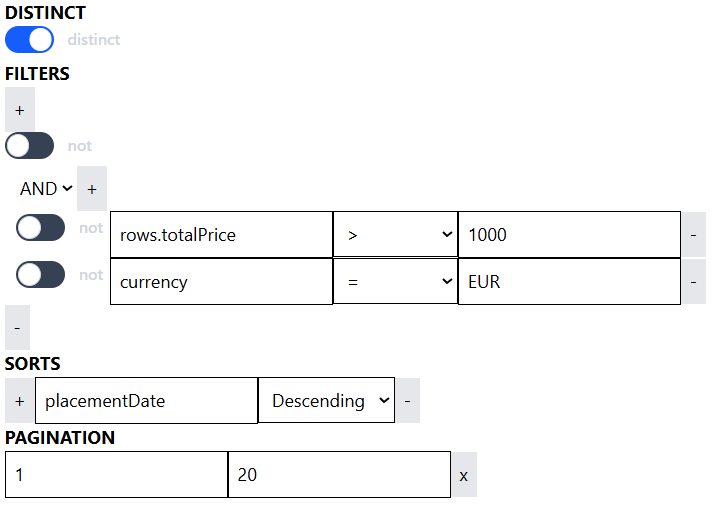 DISTINCT
distinct
FILTERS
+
not
AND +
not rows.totalPrice > 1000 -
not currency = EUR -
-
SORTS
+ placementDate Descending -
PAGINATION
1 20 x